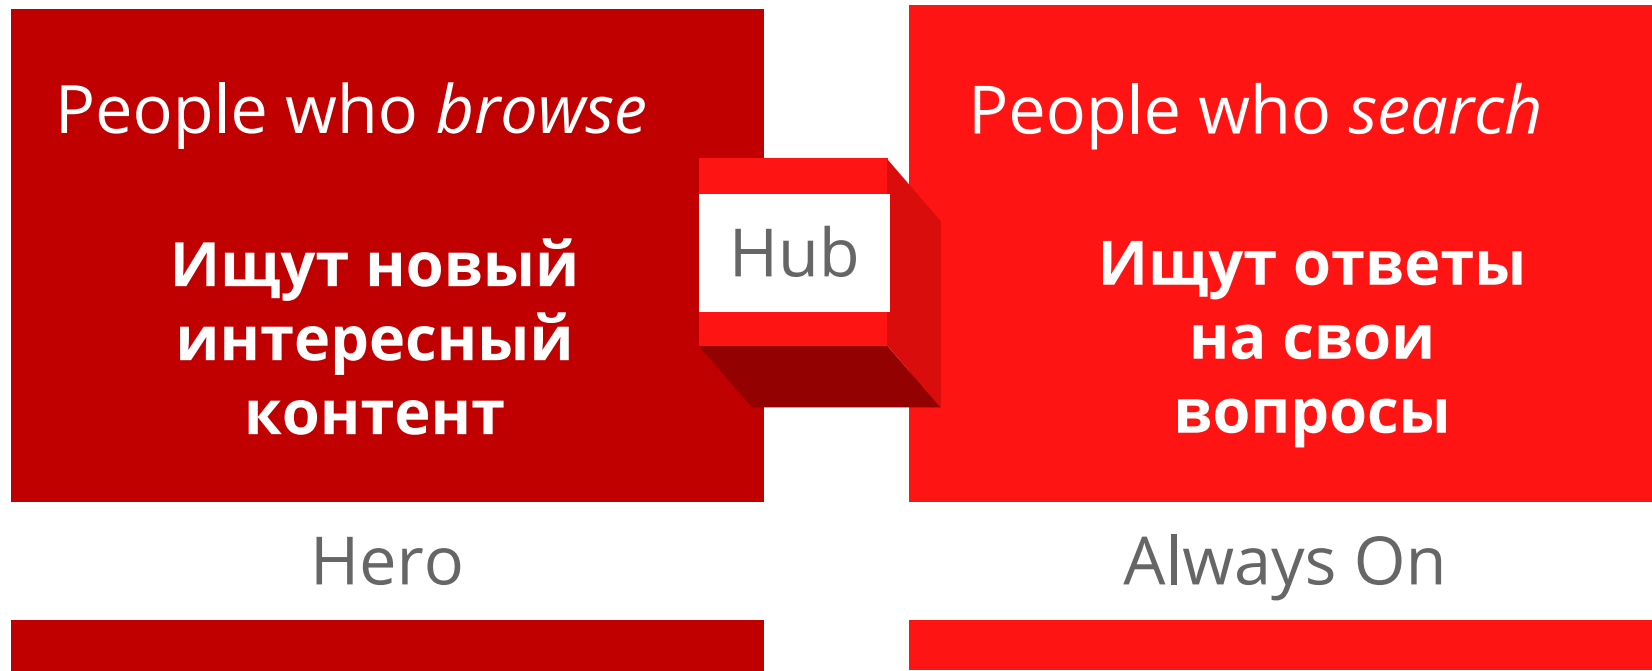 People who browse
Ищут новый
интересный
контент
Hero
Hub
People who search
Ищут ответы
на свои
вопросы
Always On